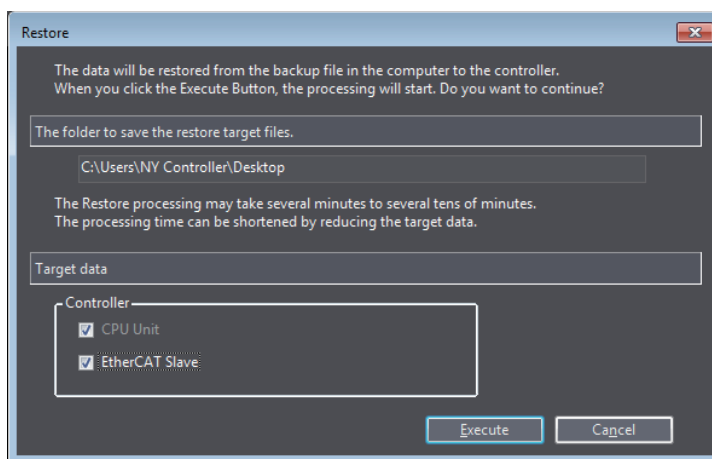 Restore
The data will be restored from the backup file in the computer to the controller.
When you click the Execute Button, the processing will start. Do you want to continue?
The folder to save the restore target files.
C:\Users\NY Controller\Desktop
The Restore processing may take several minutes to several tens of minutes.
The processing time can be shortened by reducing the target data.
Target data
Controller
CPU Unit
EtherCAT Slave
Execute
Cancel